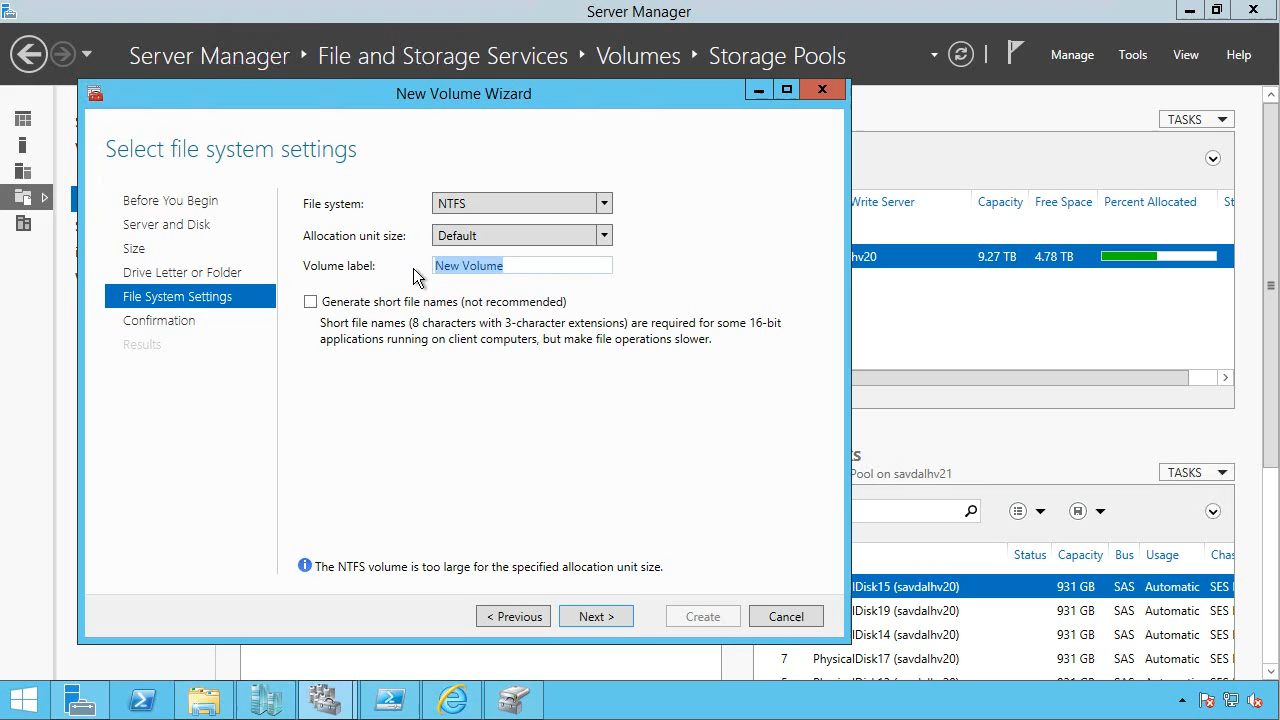 Server Manager
Server Manager ‣ File and Storage Services ‣ Volumes ‣ Storage Pools
Manage Tools View Help
New Volume Wizard
TASKS
Select file system settings
Before You Begin
Server and Disk
Size
Drive Letter or Folder
File System Settings
Confirmation
Results
File system: NTFS
Allocation unit size: Default
Volume label: New Volume
Generate short file names (not recommended)
Short file names (8 characters with 3-character extensions) are required for some 16-bit
applications running on client computers, but make file operations slower.
The NTFS volume is too large for the specified allocation unit size.
< Previous Next > Create Cancel
Write Server Capacity Free Space Percent Allocated St
hv20 9.27 TB 4.78 TB
Pool on savdalhv21
TASKS
Status Capacity Bus Usage Chas
lDisk15 (savdalhv20) 931 GB SAS Automatic SES
lDisk19 (savdalhv20) 931 GB SAS Automatic SES
lDisk14 (savdalhv20) 931 GB SAS Automatic SES
7 PhysicalDisk17 (savdalhv20) 931 GB SAS Automatic SES